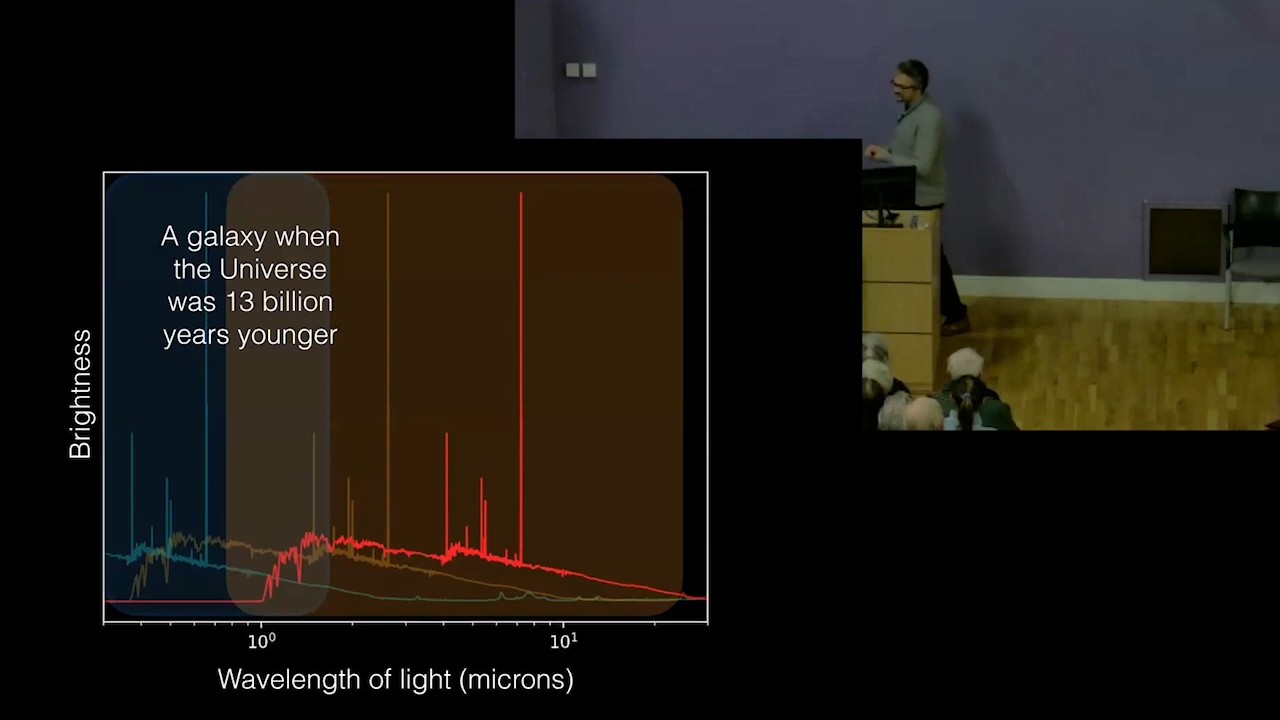 A galaxy when
the Universe
was 13 billion
years younger
Brightness
10⁰
10¹
Wavelength of light (microns)